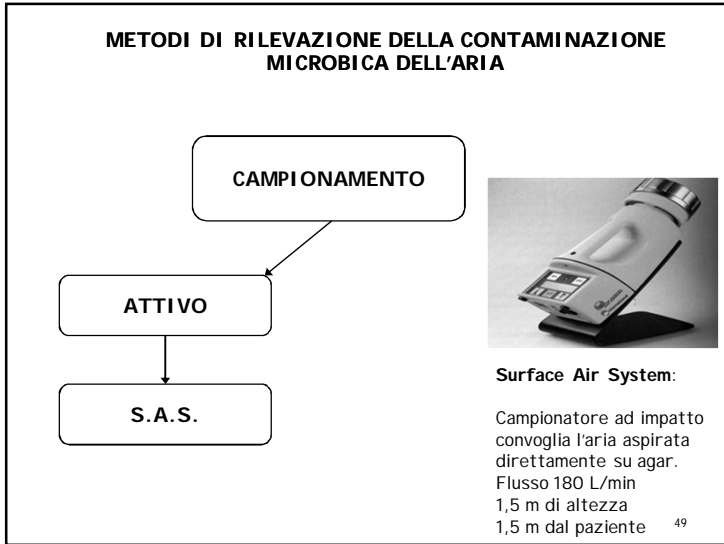 METODI DI RILEVAZIONE DELLA CONTAMINAZIONE
MICROBICA DELL'ARIA
CAMPIONAMENTO
ATTIVO
S.A.S.
Surface Air System:
Campionatore ad impatto
convoglia l'aria aspirata
direttamente su agar.
Flusso 180 L/min
1,5 m di altezza
1,5 m dal paziente
49